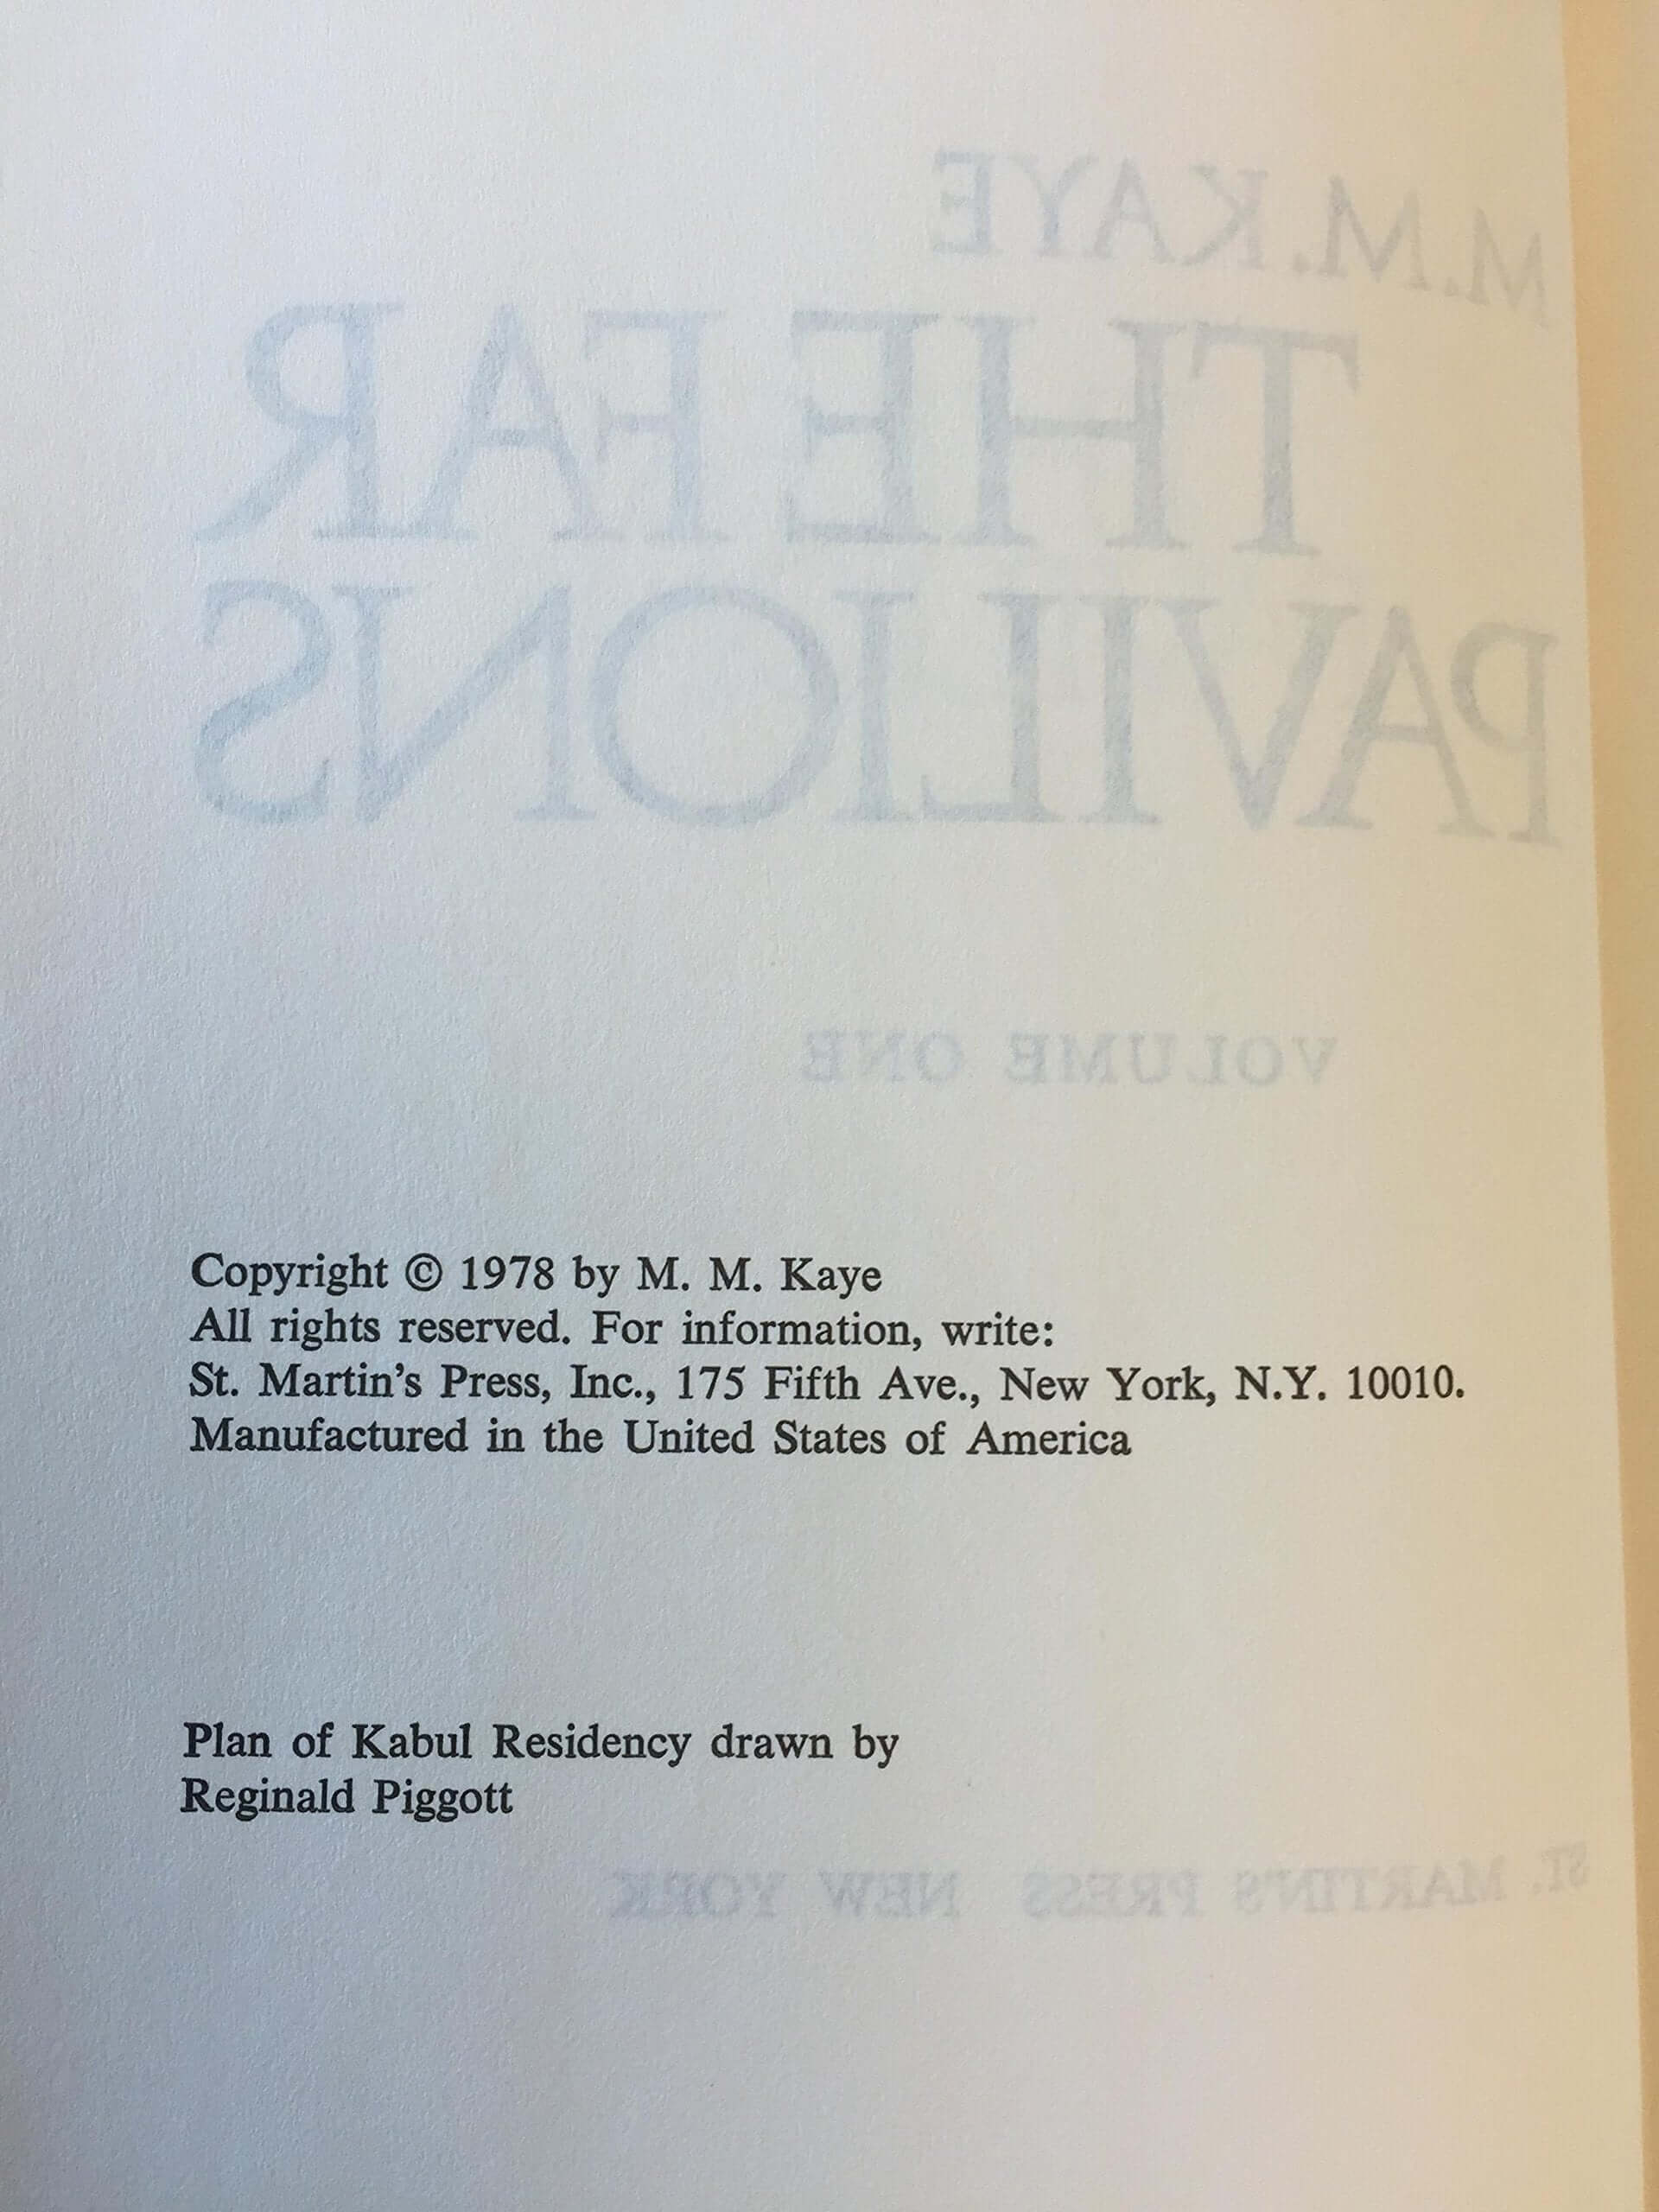 M.M.KAYE
THE FAR
PAVILIONS
VOLUME ONE
Copyright © 1978 by M. M. Kaye
All rights reserved. For information, write:
St. Martin's Press, Inc., 175 Fifth Ave., New York, N.Y. 10010.
Manufactured in the United States of America
Plan of Kabul Residency drawn by
Reginald Piggott
ST. MARTIN'S PRESS NEW YORK